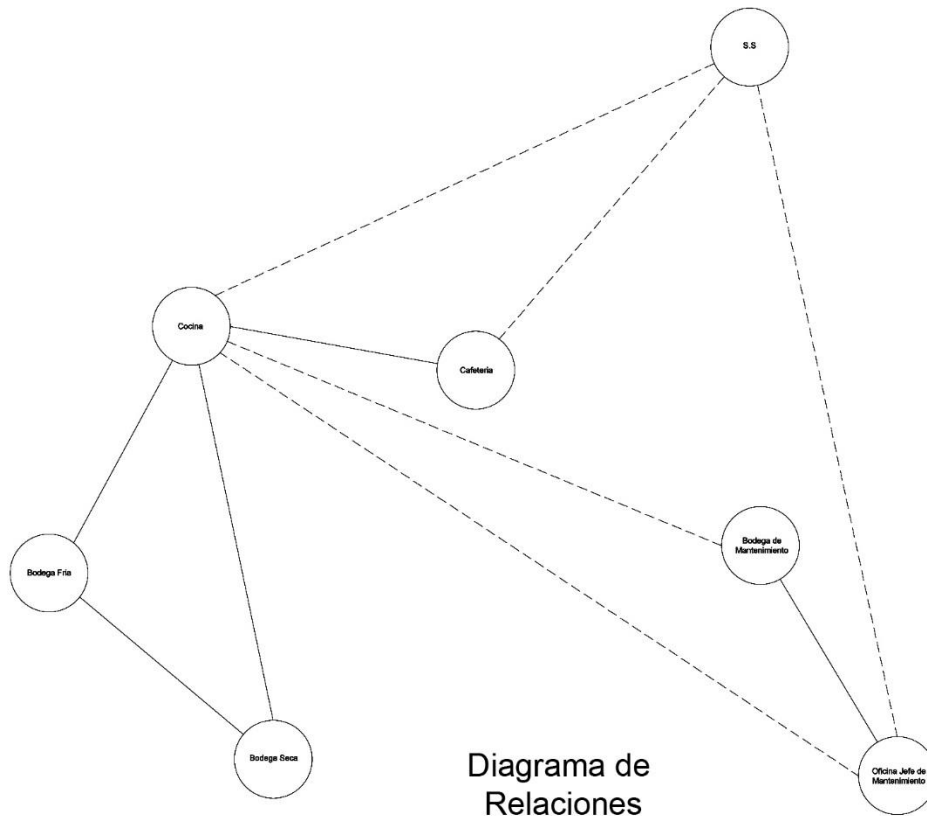 S.S
Cocina
Cafeteria
Bodega de
Mantenimiento
Bodega Fria
Bodega Seca
Oficina Jefe de
Mantenimiento
Diagrama de
Relaciones